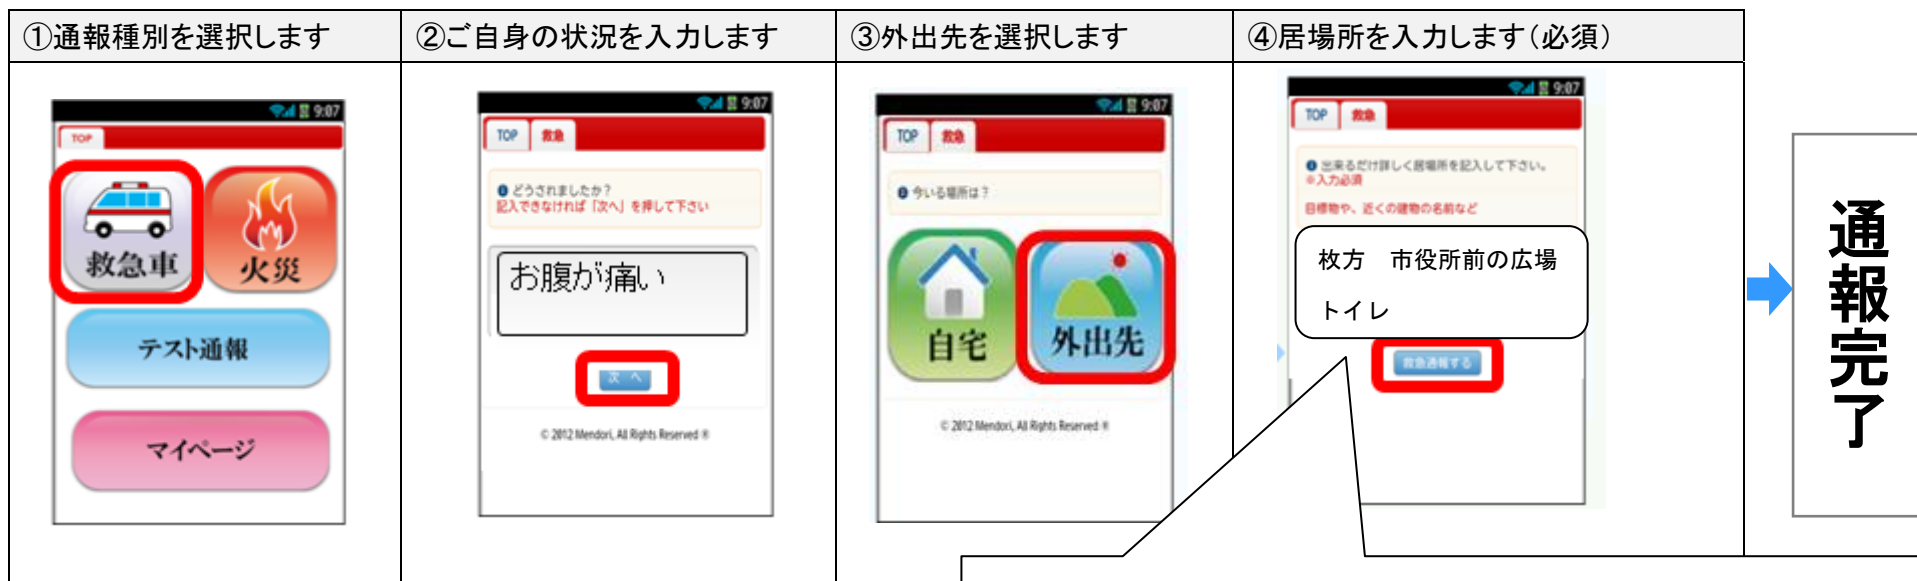 ①通報種別を選択します
9:07
TOP
救急車
火災
テスト通報
マイページ
②ご自身の状況を入力します
9:07
TOP 救急
どうされましたか？
記入できなければ「次へ」を押して下さい
お腹が痛い
次 へ
© 2012 Mendori, All Rights Reserved ®
③外出先を選択します
9:07
TOP 救急
今いる場所は？
自宅
外出先
© 2012 Mendori, All Rights Reserved ®
④居場所を入力します（必須）
9:07
TOP 救急
出来るだけ詳しく居場所を記入して下さい。
※入力必須
目標物や、近くの建物の名前など
枚方　市役所前の広場
トイレ
救急通報する
通報完了